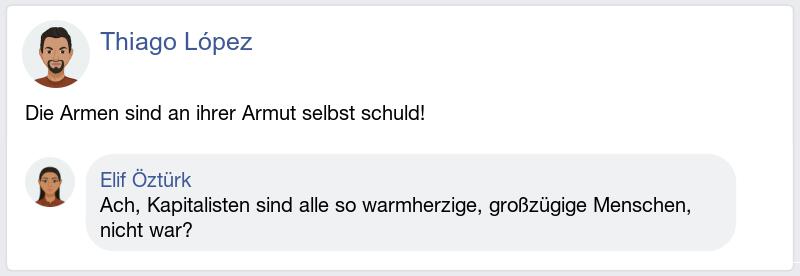 Thiago López
Die Armen sind an ihrer Armut selbst schuld!
Elif Öztürk
Ach, Kapitalisten sind alle so warmherzige, großzügige Menschen,
nicht war?